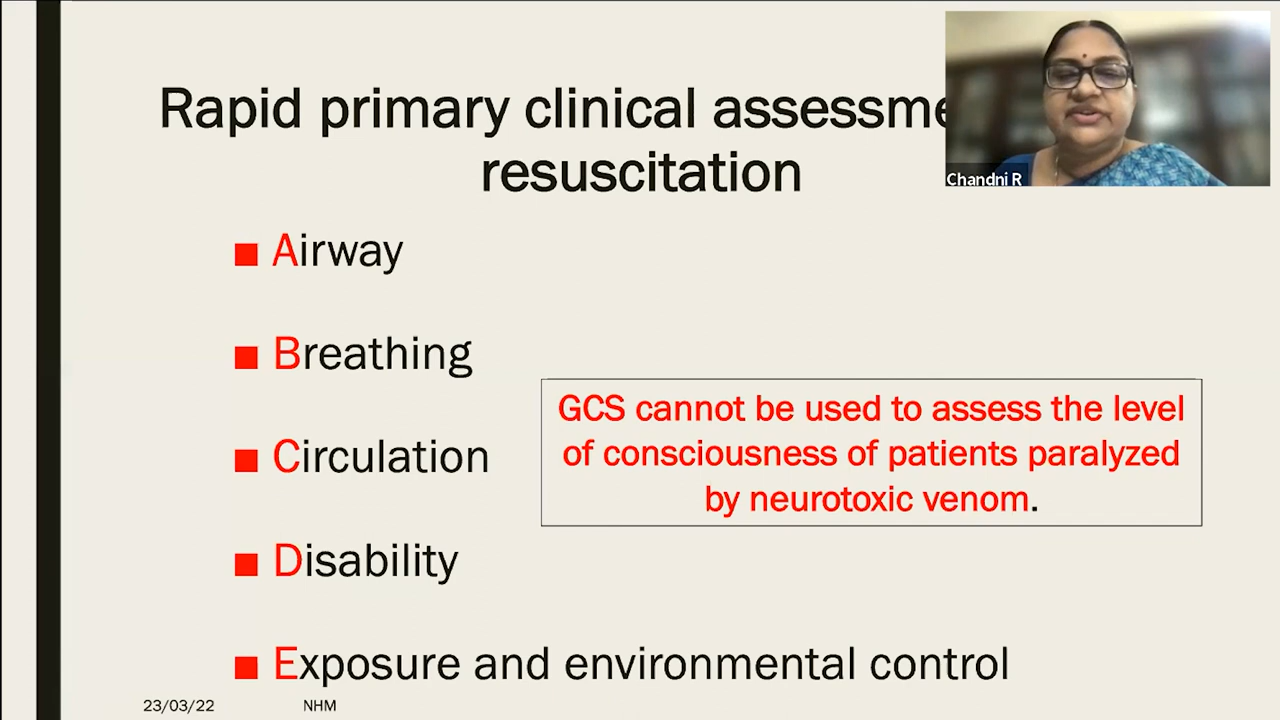 Rapid primary clinical assessme
resuscitation
Chandni R
■ Airway
■ Breathing
■ Circulation
GCS cannot be used to assess the level
of consciousness of patients paralyzed
by neurotoxic venom.
■ Disability
■ Exposure and environmental control
23/03/22 NHM